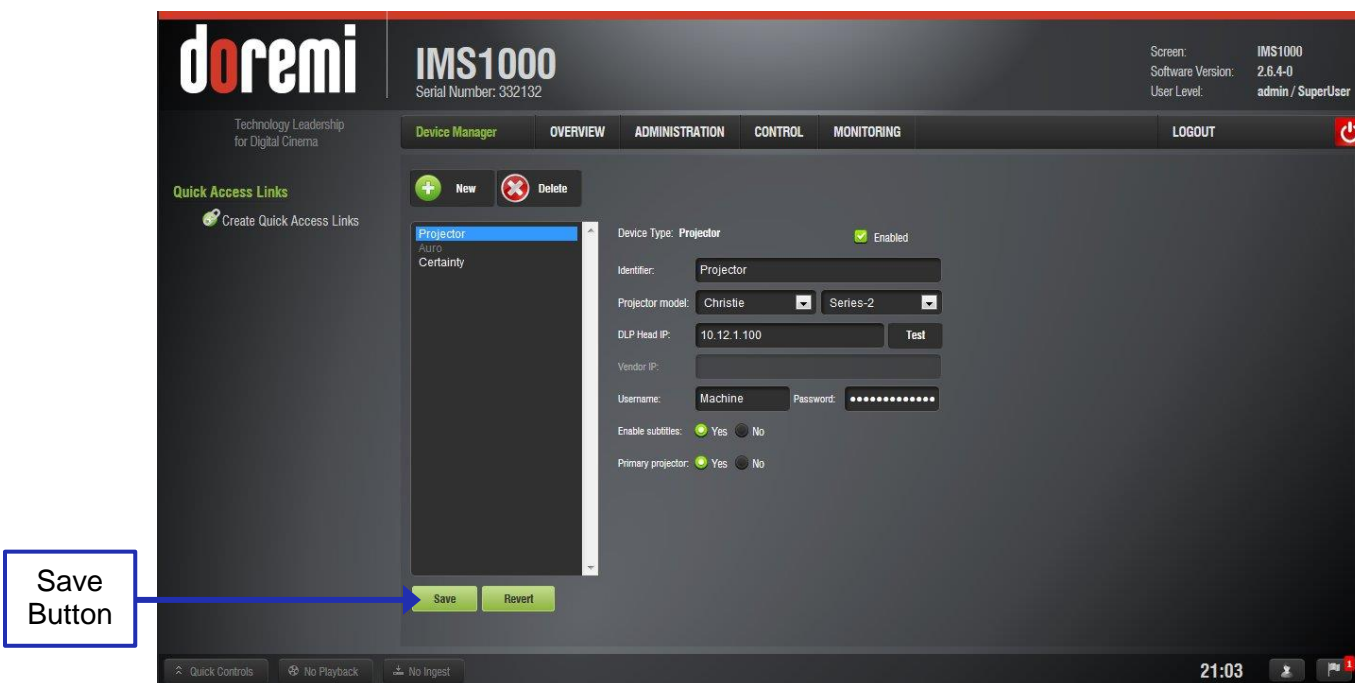 doremi
IMS1000
Serial Number: 332132
Screen: IMS1000
Software Version: 2.6.4-0
User Level: admin / SuperUser
Technology Leadership
for Digital Cinema
Device Manager OVERVIEW ADMINISTRATION CONTROL MONITORING LOGOUT
Quick Access Links
Create Quick Access Links
New Delete
Projector
Auro
Certainty
Device Type: Projector Enabled
Identifier: Projector
Projector model: Christie Series-2
DLP Head IP: 10.12.1.100 Test
Vendor IP:
Username: Machine Password: •••••••••••••
Enable subtitles: Yes No
Primary projector: Yes No
Save
Button
Save Revert
Quick Controls No Playback No Ingest 21:03 1